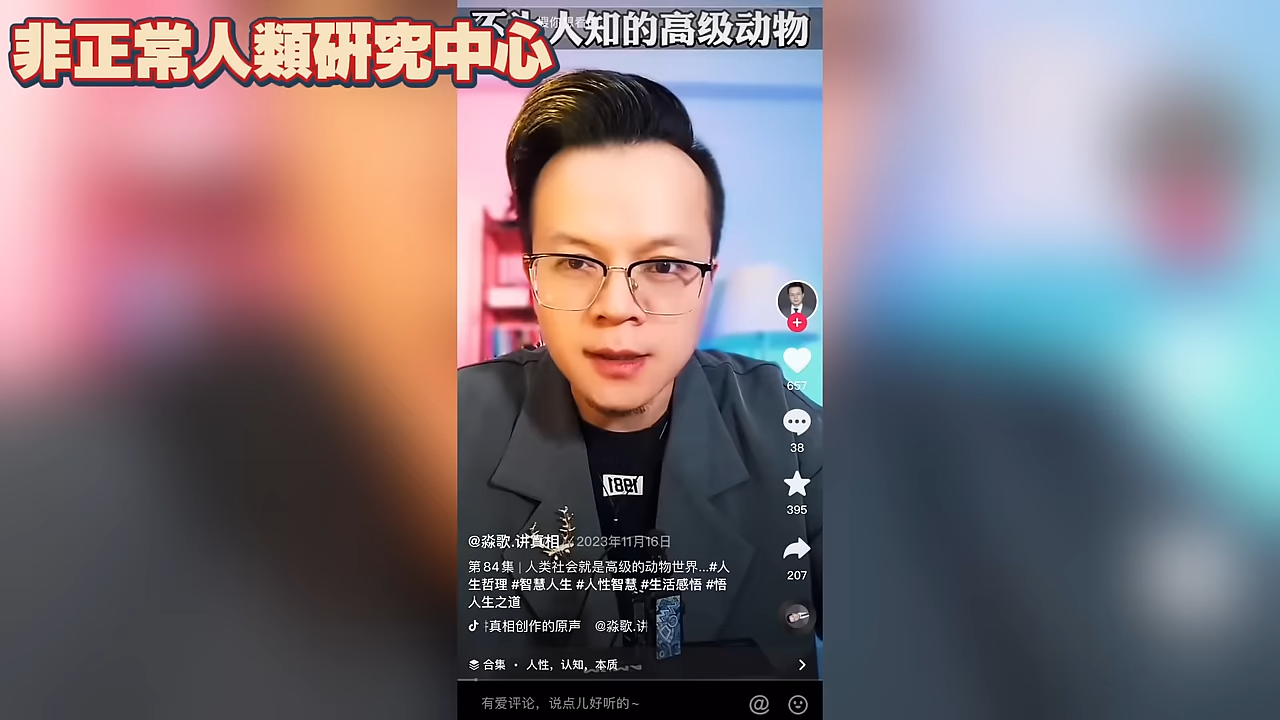 非正常人類研究中心
人知的高级动物
1981
657
38
395
207
@淼歌.讲真相 2023年11月16日
第84集 | 人类社会就是高级的动物世界...#人
生哲理 #智慧人生 #人性智慧 #生活感悟 #悟
人生之道
真相创作的原声 @淼歌.讲
合集 · 人性，认知，本质
有爱评论，说点儿好听的~